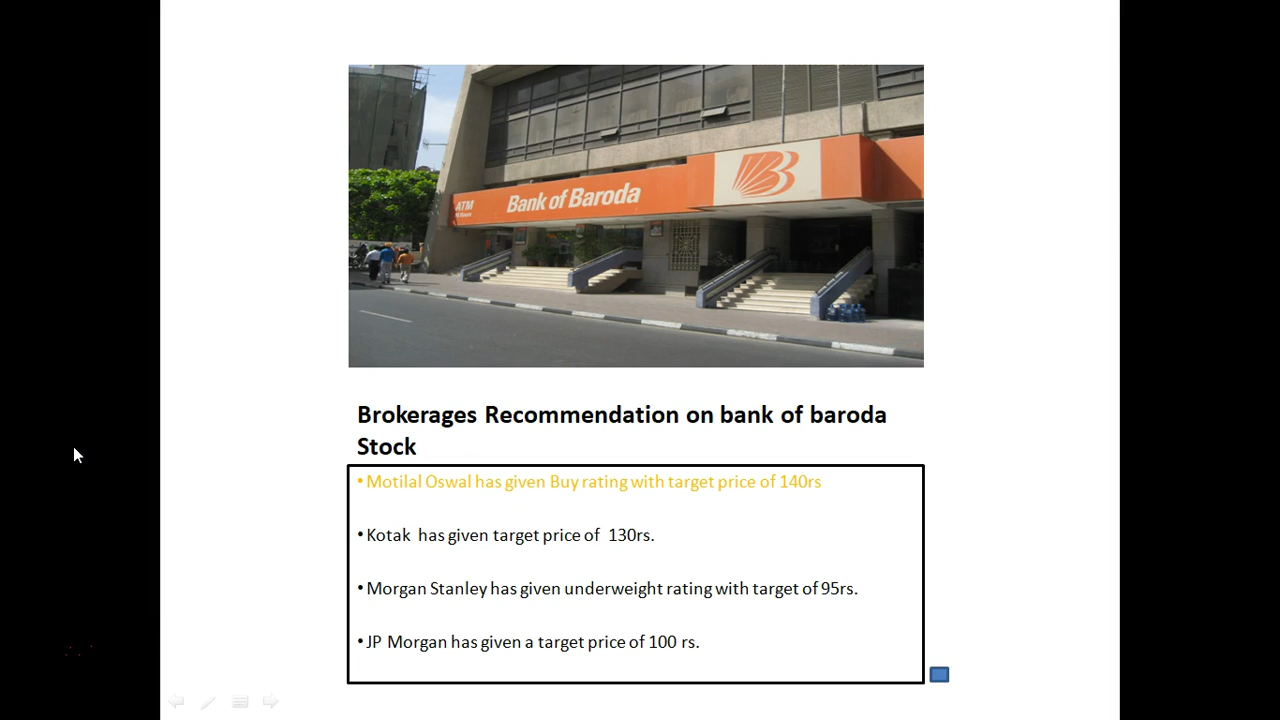 ATM
Bank of Baroda
Brokerages Recommendation on bank of baroda
Stock
• Motilal Oswal has given Buy rating with target price of 140rs
• Kotak has given target price of 130rs.
• Morgan Stanley has given underweight rating with target of 95rs.
• JP Morgan has given a target price of 100 rs.